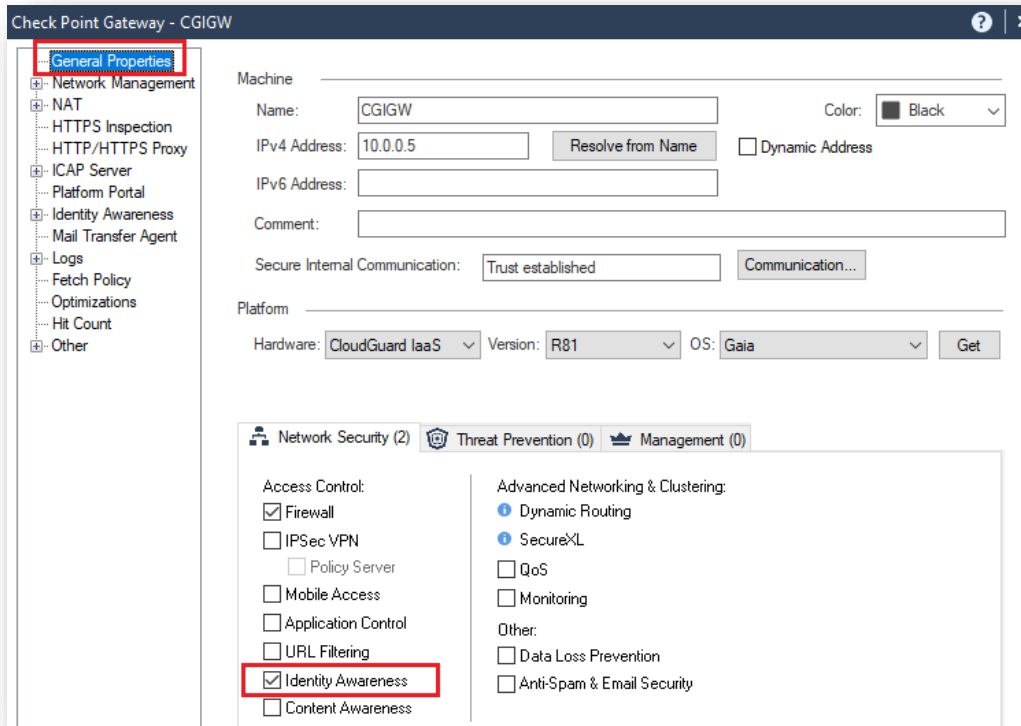 Check Point Gateway - CGIGW
General Properties
Network Management
NAT
HTTPS Inspection
HTTP/HTTPS Proxy
ICAP Server
Platform Portal
Identity Awareness
Mail Transfer Agent
Logs
Fetch Policy
Optimizations
Hit Count
Other
Machine
Name: CGIGW Color: Black
IPv4 Address: 10.0.0.5 Resolve from Name Dynamic Address
IPv6 Address:
Comment:
Secure Internal Communication: Trust established Communication...
Platform
Hardware: CloudGuard IaaS Version: R81 OS: Gaia Get
Network Security (2) Threat Prevention (0) Management (0)
Access Control:
Firewall
IPSec VPN
Policy Server
Mobile Access
Application Control
URL Filtering
Identity Awareness
Content Awareness
Advanced Networking & Clustering:
Dynamic Routing
SecureXL
QoS
Monitoring
Other:
Data Loss Prevention
Anti-Spam & Email Security